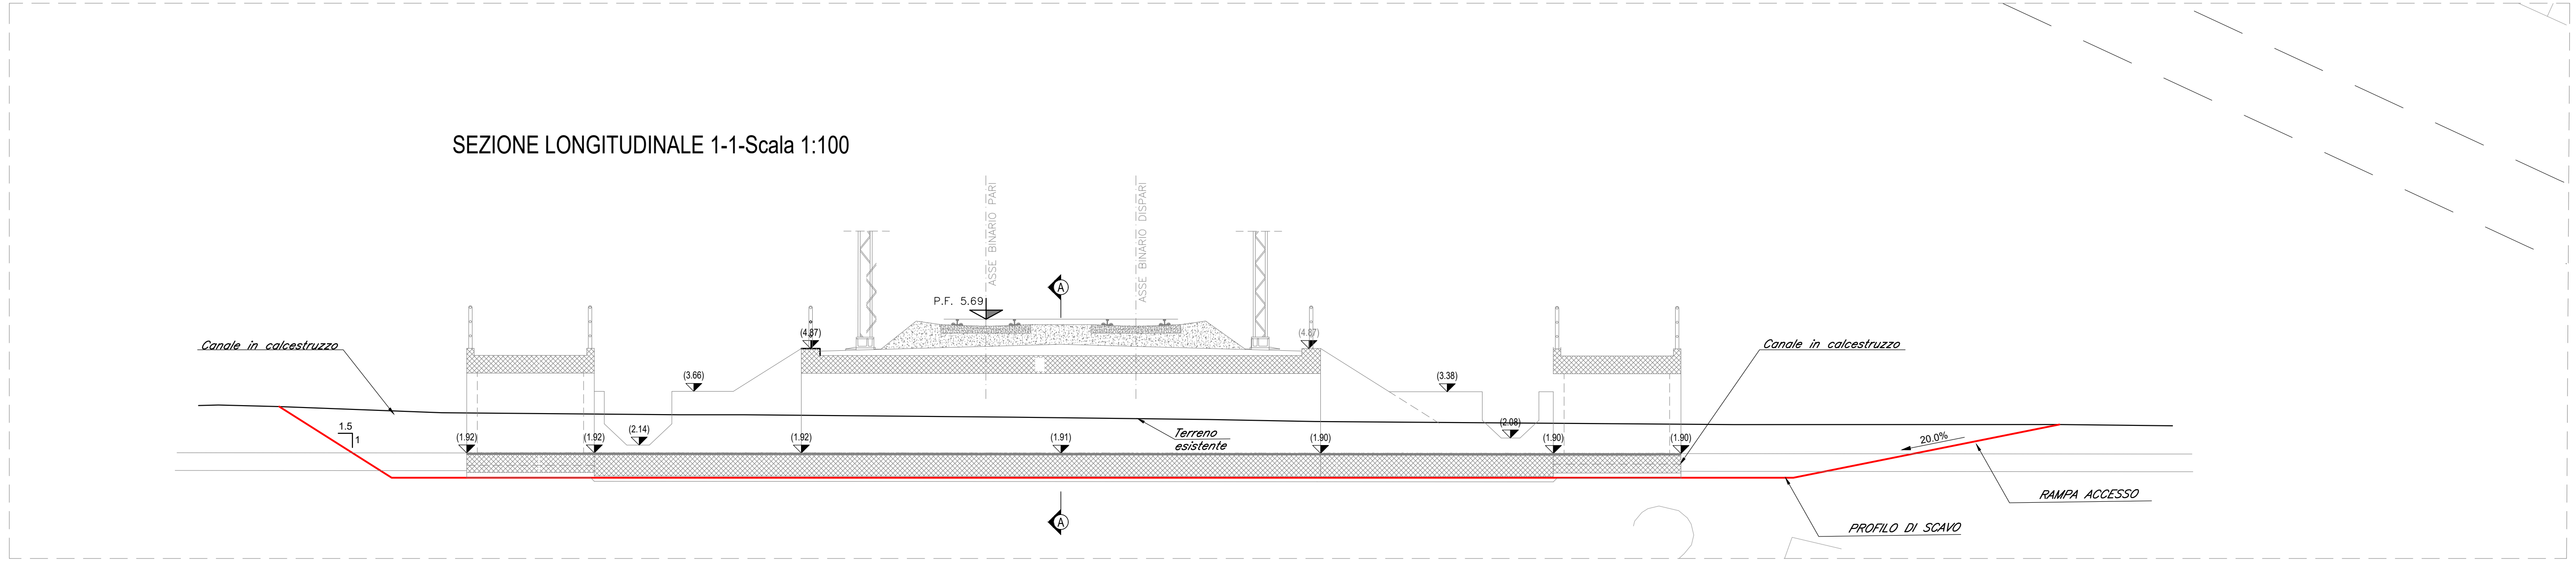 SEZIONE LONGITUDINALE 1-1-Scala 1:100
ASSE BINARIO PARI
ASSE BINARIO DISPARI
A
P.F. 5.69
(4.87)
(4.87)
Canale in calcestruzzo
Canale in calcestruzzo
(3.66)
(3.38)
1.5
1
(1.92)
(1.92)
(2.14)
(1.92)
(1.91)
Terreno
esistente
(1.90)
(2.08)
(1.90)
(1.90)
20.0%
RAMPA ACCESSO
A
PROFILO DI SCAVO